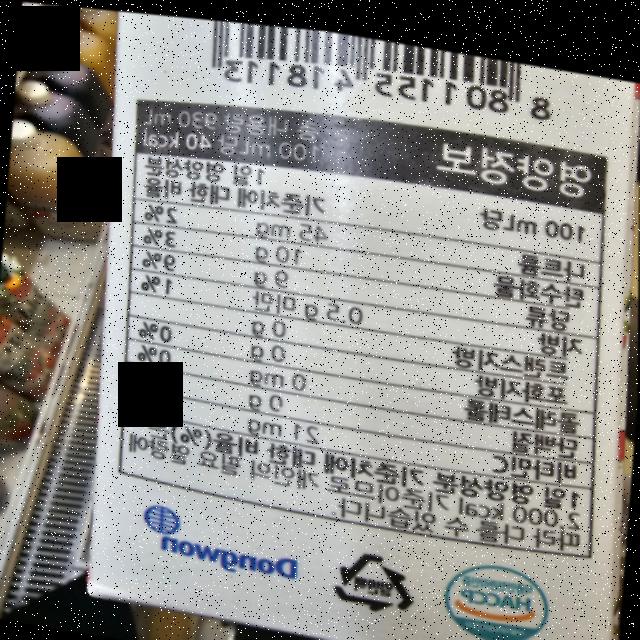 8 801155 418113
영양정보
총 내용량 930 mL
100 mL당 40 kcal
100 mL당
1일 영양성분
기준치에 대한 비율
나트륨 45 mg 2%
탄수화물 10 g 3%
당류 9 g 9%
지방 0.5 g 미만 1%
트랜스지방 0 g
포화지방 0 g 0%
콜레스테롤 0 mg 0%
단백질 0 g
비타민C 21 mg
1일 영양성분 기준치에 대한 비율(%)은
2,000 kcal 기준이므로 개인의 필요 열량에
따라 다를 수 있습니다
Dongwon
HACCP